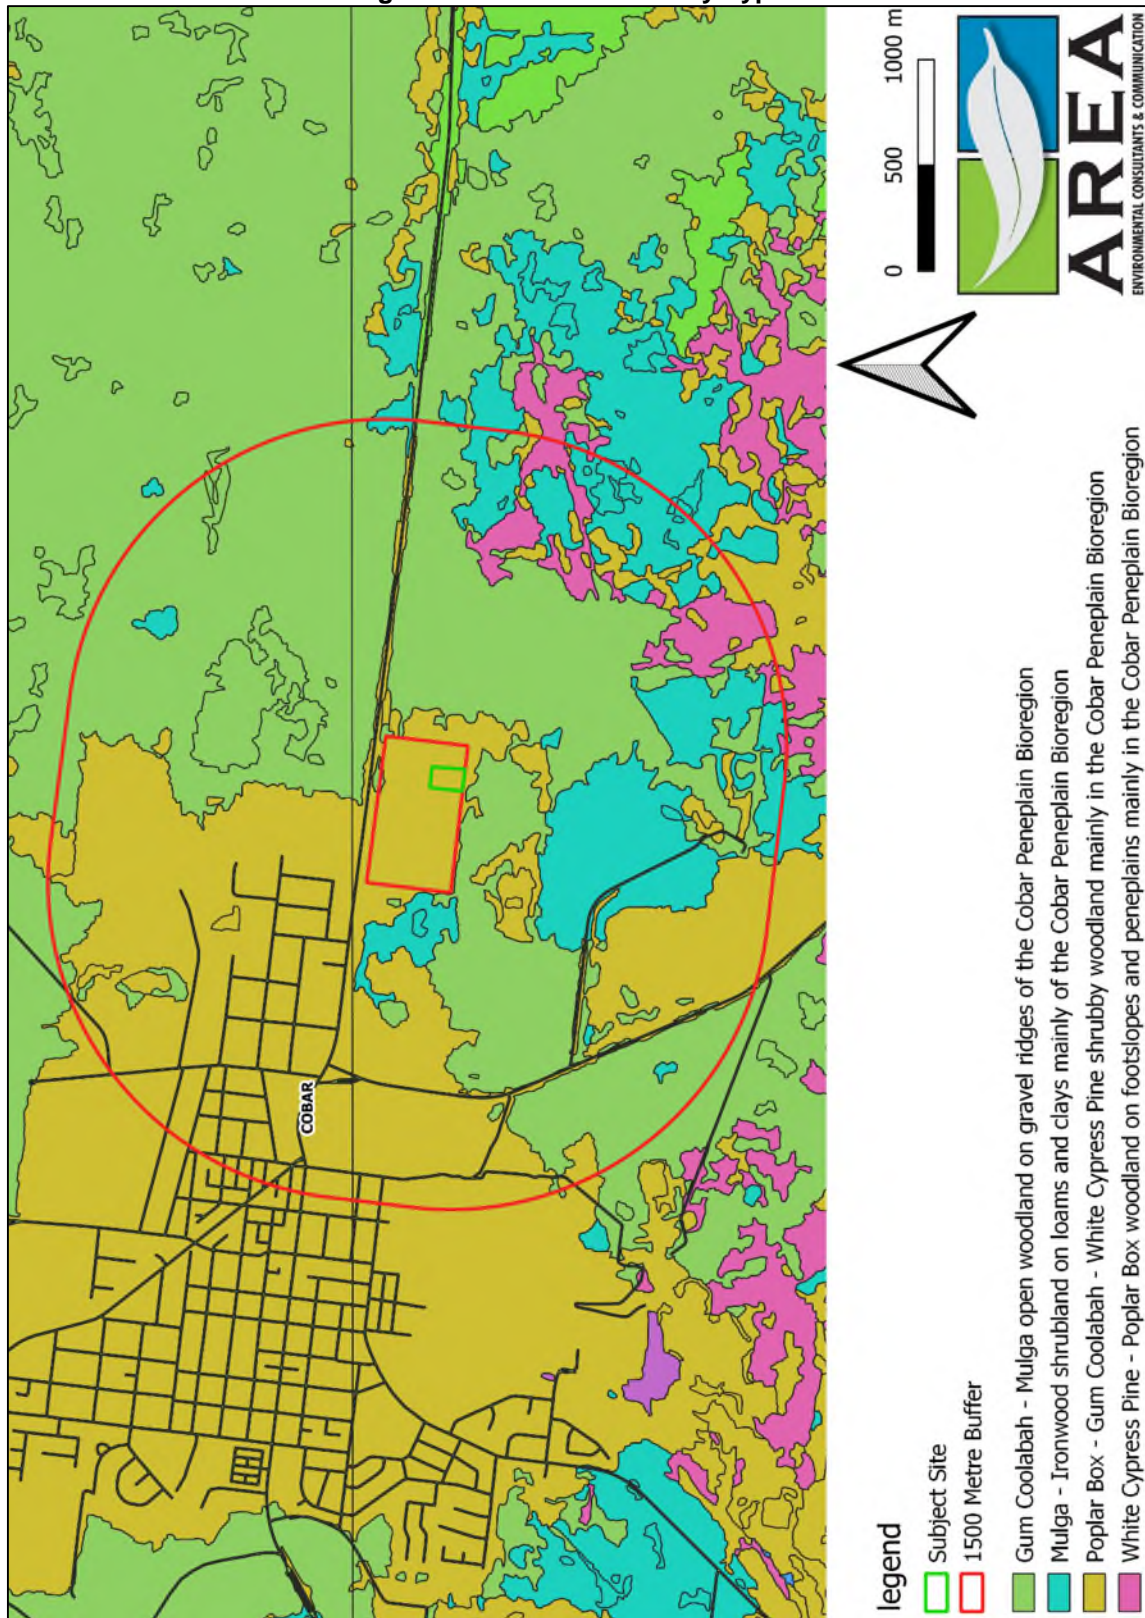 COBAR
legend
Subject Site
1500 Metre Buffer
Gum Coolabah - Mulga open woodland on gravel ridges of the Cobar Peneplain Bioregion
Mulga - Ironwood shrubland on loams and clays mainly of the Cobar Peneplain Bioregion
Poplar Box - Gum Coolabah - White Cypress Pine shrubby woodland mainly in the Cobar Peneplain Bioregion
White Cypress Pine - Poplar Box woodland on footslopes and peneplains mainly in the Cobar Peneplain Bioregion
0 500 1000 m
AREA
ENVIRONMENTAL CONSULTANTS & COMMUNICATION